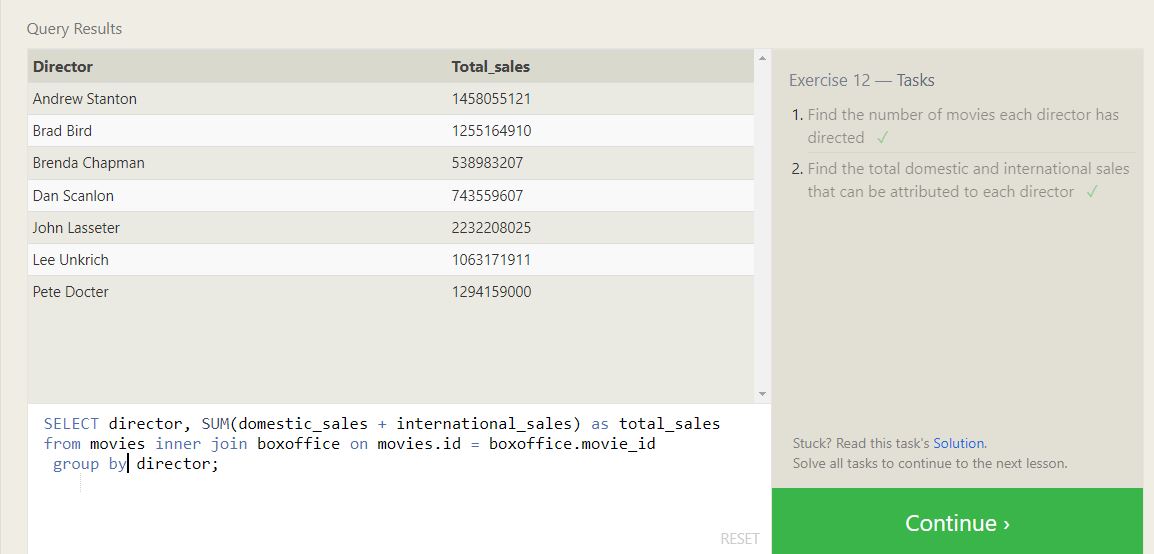 Query Results
Director Total_sales
Andrew Stanton 1458055121
Brad Bird 1255164910
Brenda Chapman 538983207
Dan Scanlon 743559607
John Lasseter 2232208025
Lee Unkrich 1063171911
Pete Docter 1294159000
SELECT director, SUM(domestic_sales + international_sales) as total_sales
from movies inner join boxoffice on movies.id = boxoffice.movie_id
group by director;
RESET
Exercise 12 — Tasks
1. Find the number of movies each director has
directed ✓
2. Find the total domestic and international sales
that can be attributed to each director ✓
Stuck? Read this task's Solution.
Solve all tasks to continue to the next lesson.
Continue ›